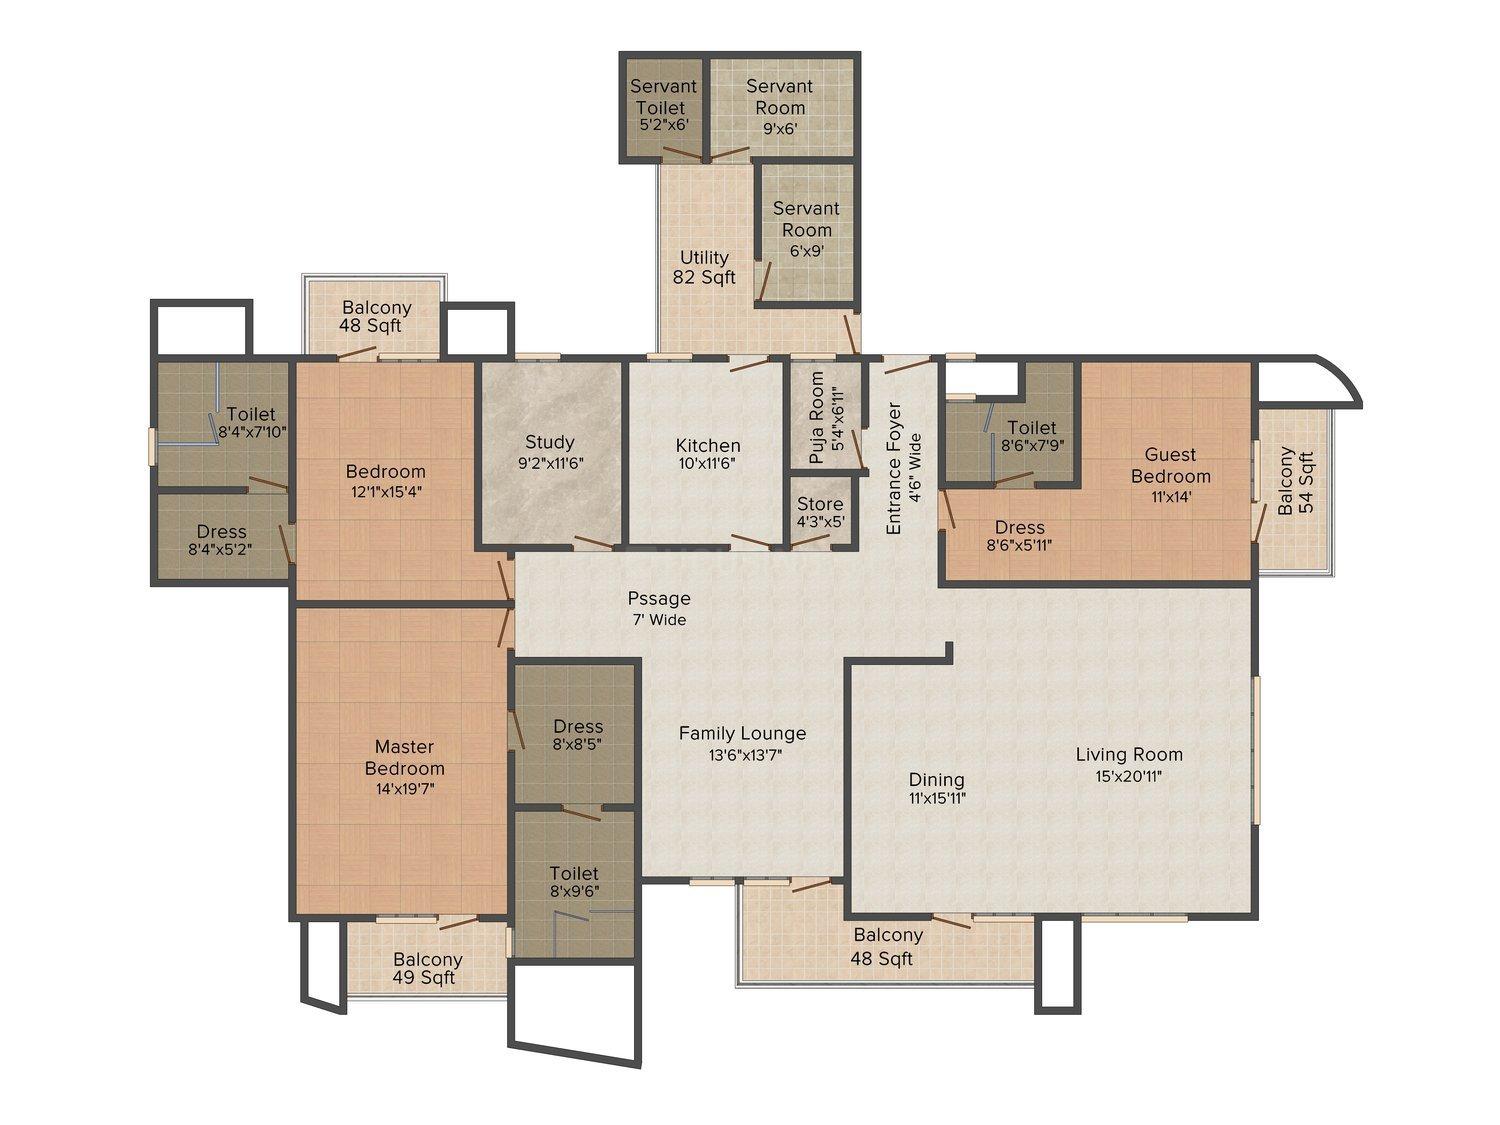 Servant
Toilet
5'2"x6'
Servant
Room
9'x6'
Servant
Room
6'x9'
Utility
82 Sqft
Balcony
48 Sqft
Toilet
8'4"x7'10"
Dress
8'4"x5'2"
Bedroom
12'1"x15'4"
Study
9'2"x11'6"
Kitchen
10'x11'6"
Puja Room
5'4"x6'11"
Store
4'3"x5'
Entrance Foyer
4'6" Wide
Toilet
8'6"x7'9"
Dress
8'6"x5'11"
Guest
Bedroom
11'x14'
Balcony
54 Sqft
Pssage
7' Wide
Master
Bedroom
14'x19'7"
Dress
8'x8'5"
Toilet
8'x9'6"
Family Lounge
13'6"x13'7"
Dining
11'x15'11"
Living Room
15'x20'11"
Balcony
49 Sqft
Balcony
48 Sqft